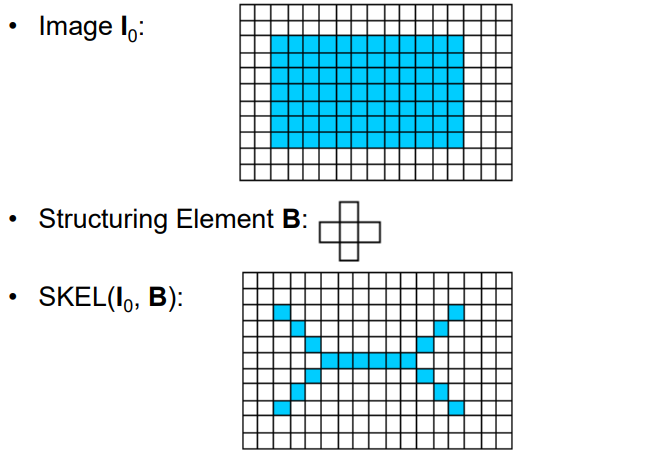 • Image I₀:
• Structuring Element B:
• SKEL(I₀, B):